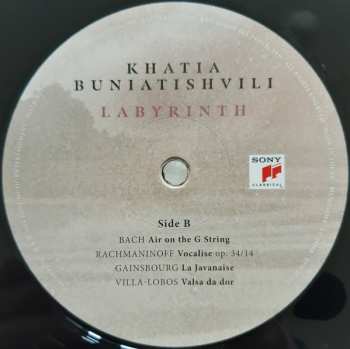 KHATIA
BUNIATISHVILI
LABYRINTH
SONY
CLASSICAL
Side B
BACH Air on the G String
RACHMANINOFF Vocalise op. 34/14
GAINSBOURG La Javanaise
VILLA-LOBOS Valsa da dor